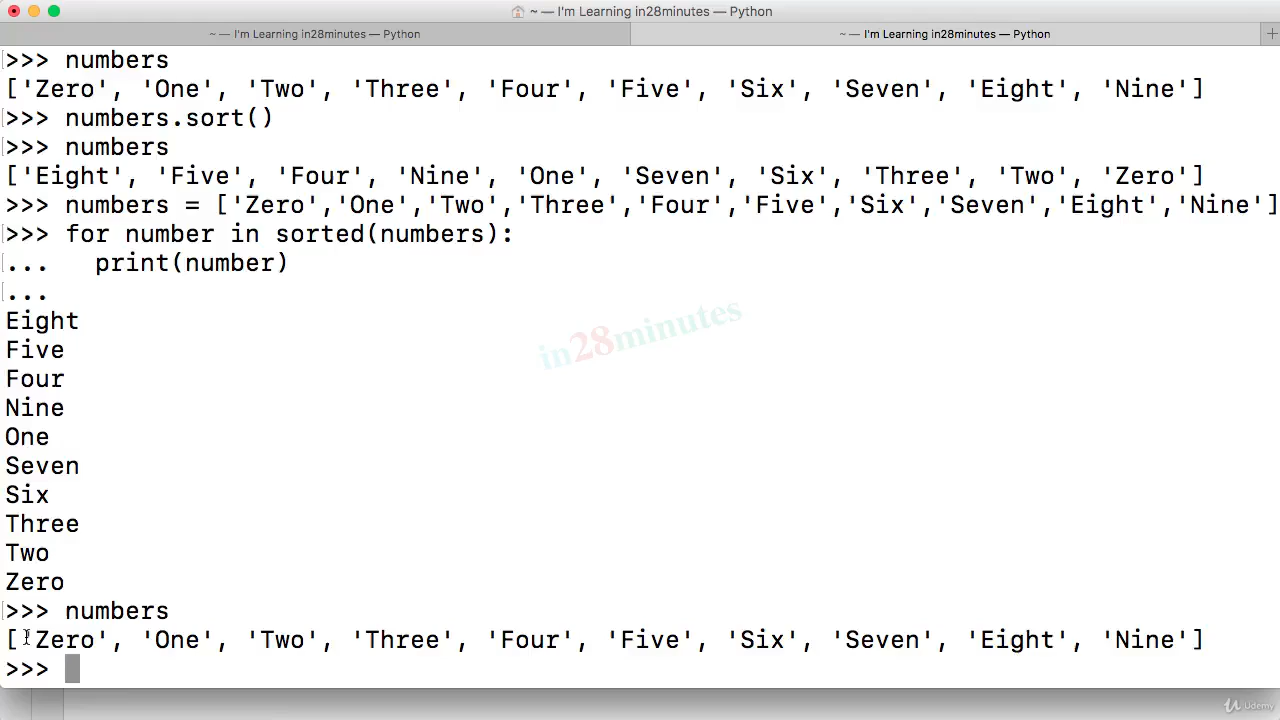 ~ — I'm Learning in28minutes — Python
~ — I'm Learning in28minutes — Python
~ — I'm Learning in28minutes — Python
>>> numbers
['Zero', 'One', 'Two', 'Three', 'Four', 'Five', 'Six', 'Seven', 'Eight', 'Nine']
>>> numbers.sort()
>>> numbers
['Eight', 'Five', 'Four', 'Nine', 'One', 'Seven', 'Six', 'Three', 'Two', 'Zero']
>>> numbers = ['Zero','One','Two','Three','Four','Five','Six','Seven','Eight','Nine']
>>> for number in sorted(numbers):
...   print(number)
...
Eight
Five
Four
Nine
One
Seven
Six
Three
Two
Zero
>>> numbers
['Zero', 'One', 'Two', 'Three', 'Four', 'Five', 'Six', 'Seven', 'Eight', 'Nine']
>>>
in28minutes
Udemy